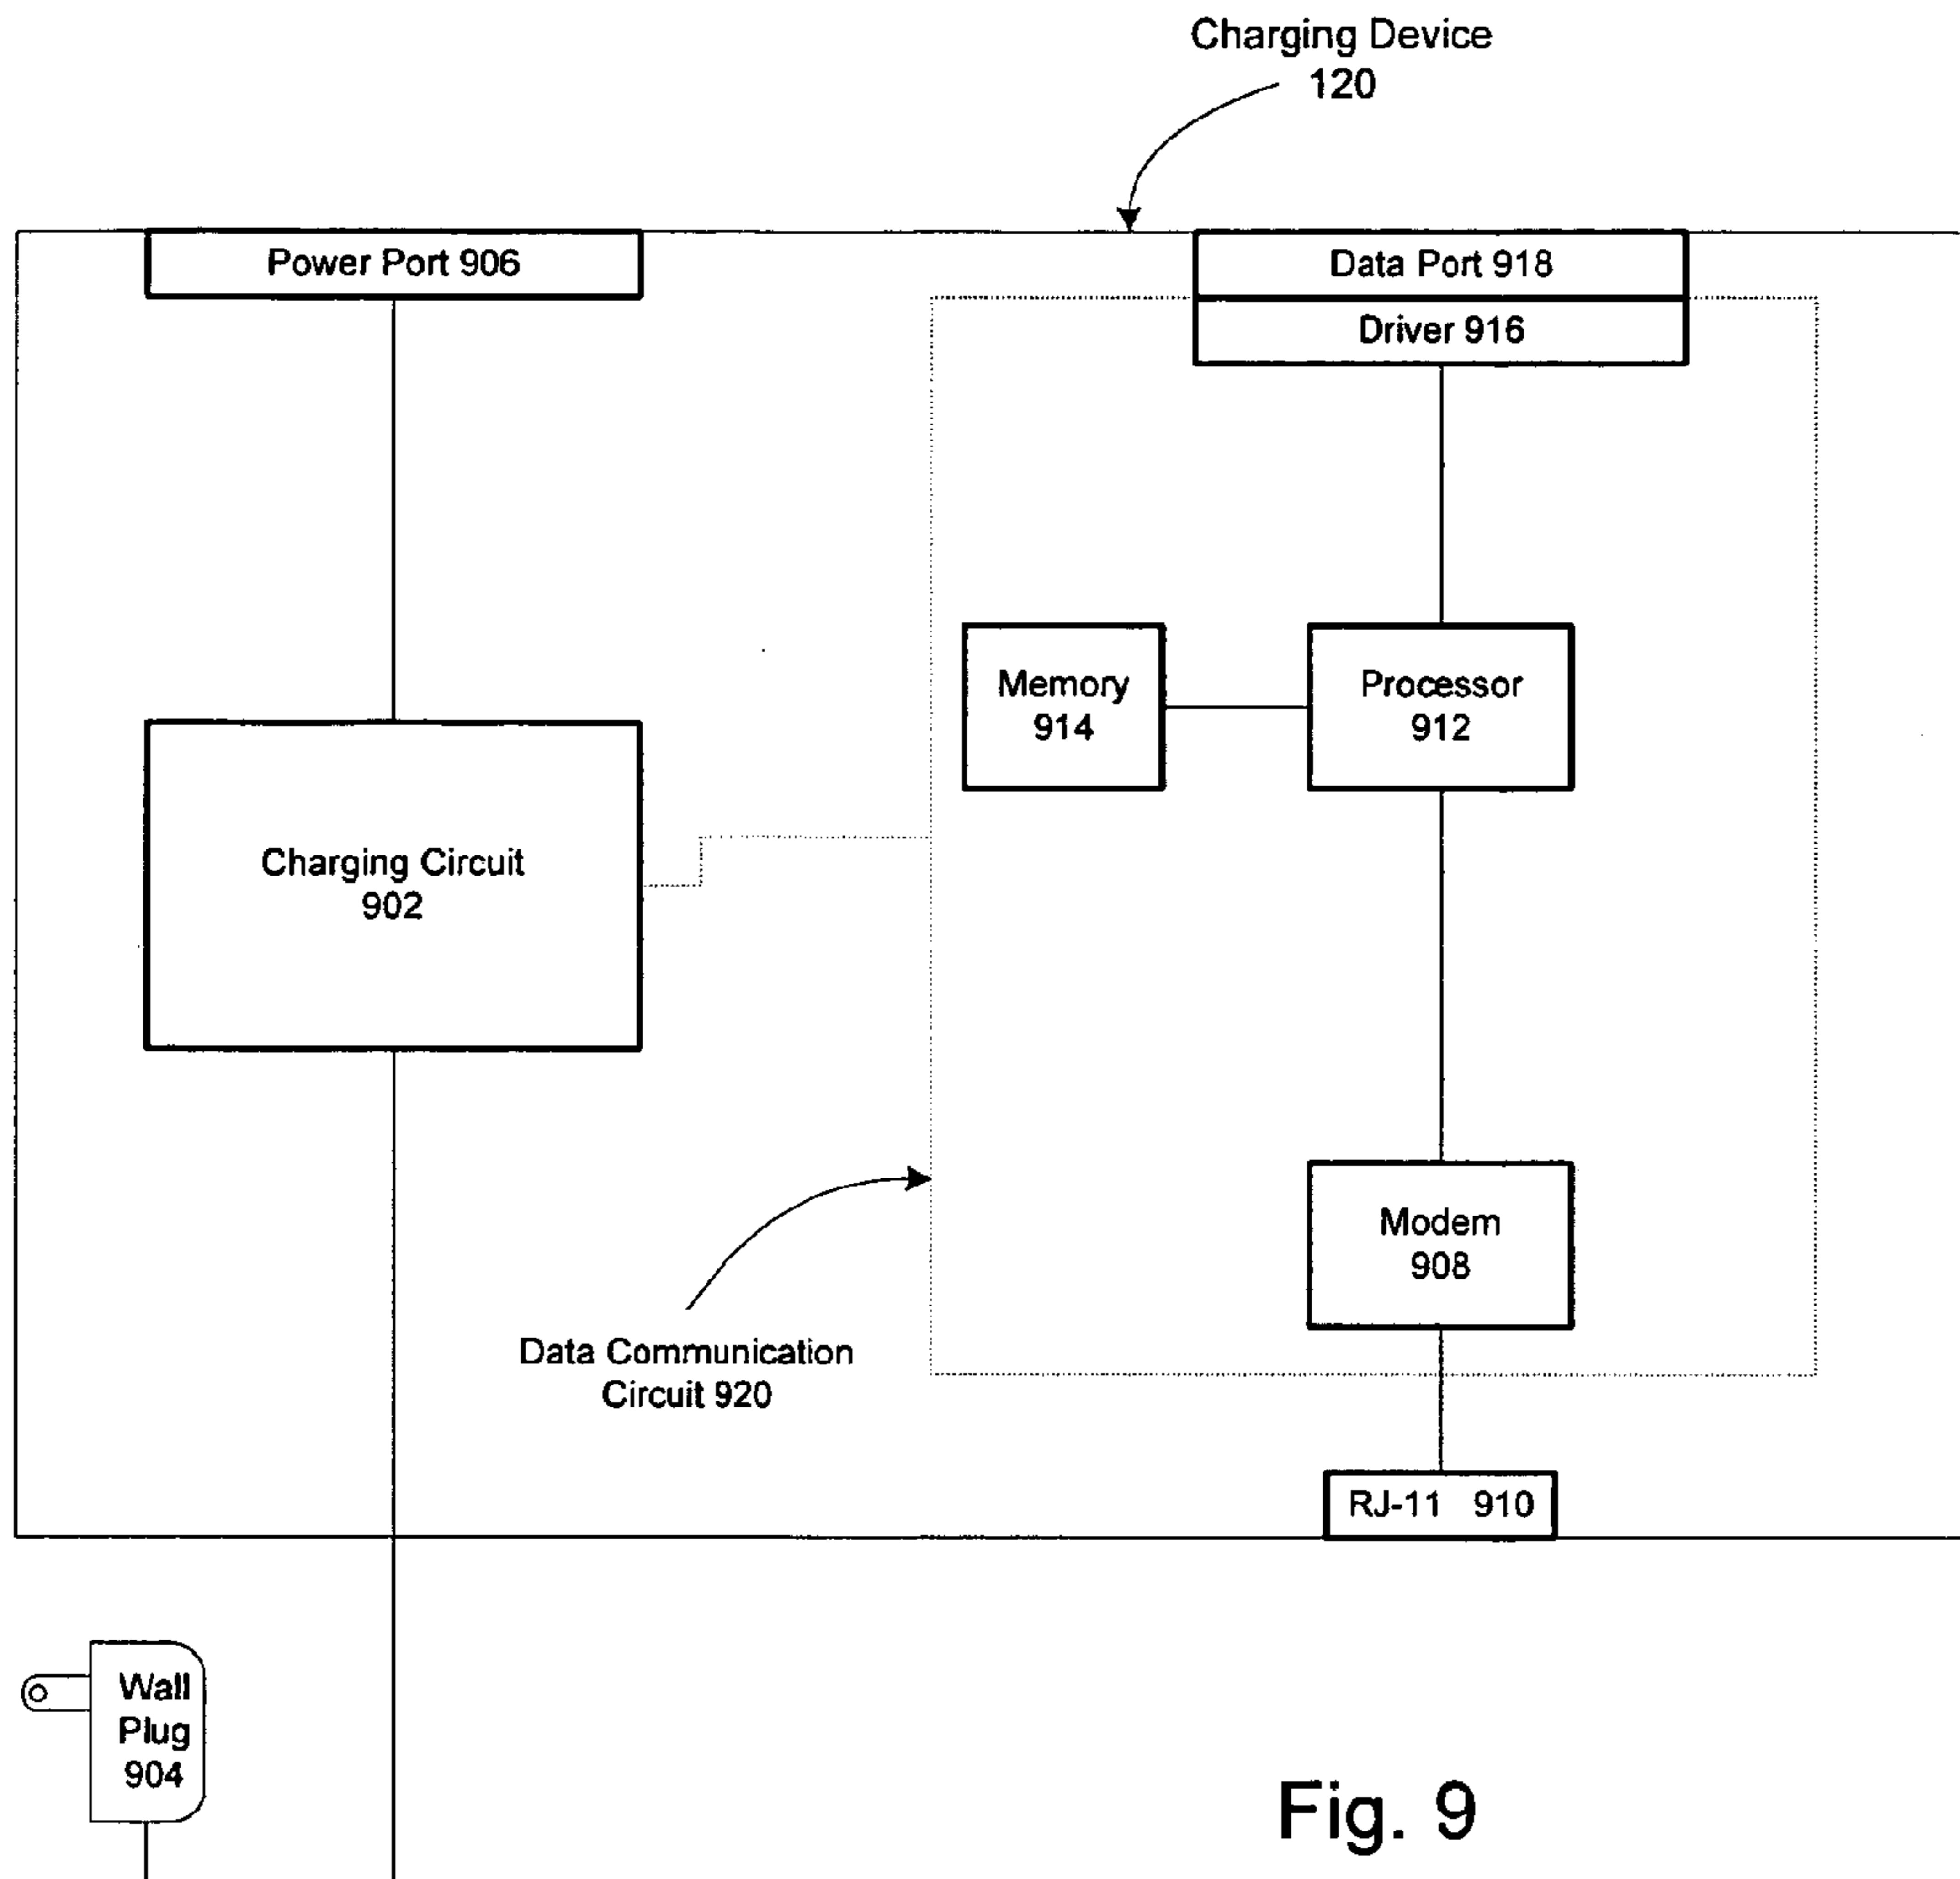 Charging Device
120
Power Port 906
Data Port 918
Driver 916
Memory
914
Processor
912
Charging Circuit
902
Modem
908
Data Communication
Circuit 920
RJ-11 910
Wall
Plug
904
Fig. 9